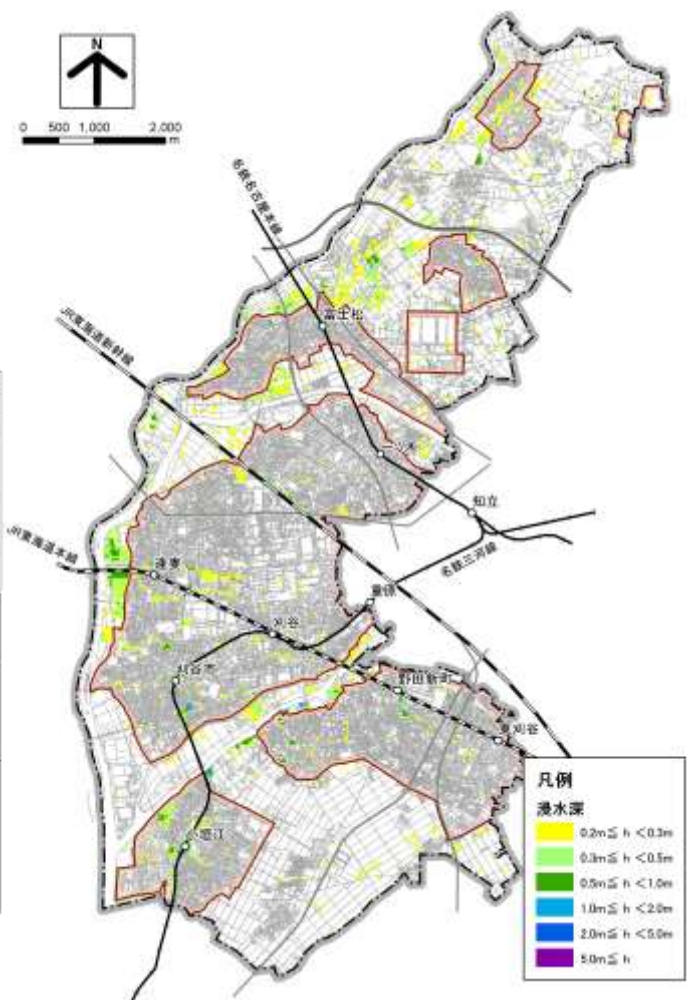 N
0 500 1,000 2,000
m
名鉄名古屋本線
富士松
JR東海道新幹線
一ツ木
知立
名鉄三河線
JR東海道本線
逢妻
重原
刈谷
刈谷市
野田新町
東刈谷
小垣江
凡例
浸水深
0.2m≦ h <0.3m
0.3m≦ h <0.5m
0.5m≦ h <1.0m
1.0m≦ h <2.0m
2.0m≦ h <5.0m
5.0m≦ h